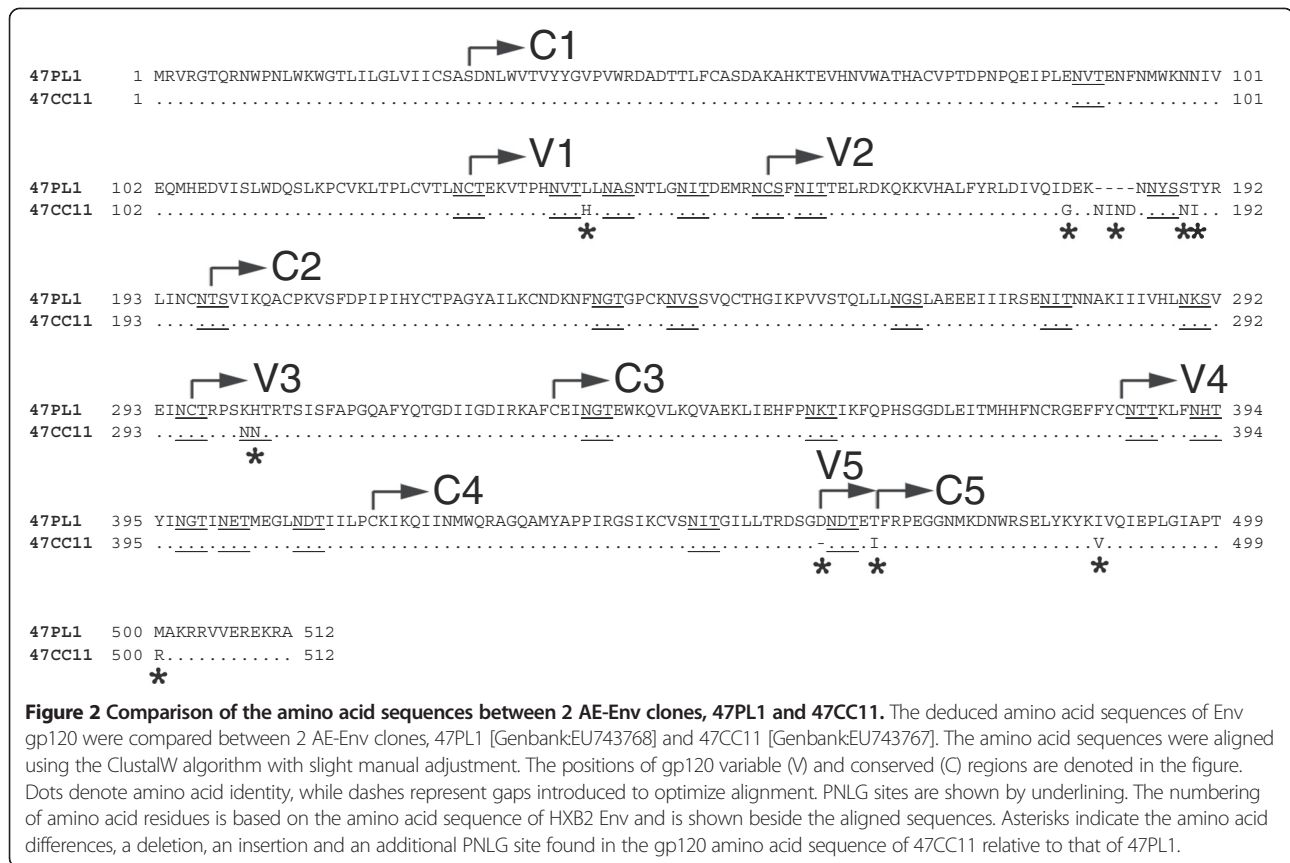 C1
47PL1 1 MRVRGTQRNWPNLWKWGTLILGLVIICSASDNLWVTVYYGVPVWRDADTTLFCASDAKAHKTEVHNVWATHACVPTDPNPQEIPLENVTENFNMWKNNIV 101
47CC11 1 .................................................................................................... 101
V1 V2
47PL1 102 EQMHEDVISLWDQSLKPCVKLTPLCVTLNCTEKVTPHNVTLLNASNTLGNITDEMRNCSFNITTELRDKQKKVHALFYRLDIVQIDEK----NNYSSTYR 192
47CC11 102 ........................................H............................................G..NIND....NI.. 192
* * * **
C2
47PL1 193 LINCNTSVIKQACPKVSFDPIPIHYCTPAGYAILKCNDKNFNGTGPCKNVSSVQCTHGIKPVVSTQLLLNGSLAEEEIIIRSENITNNAKIIIVHLNKSV 292
47CC11 193 .................................................................................................... 292
V3 C3 V4
47PL1 293 EINCTRPSKHTRTSISFAPGQAFYQTGDIIGDIRKAFCEINGTEWKQVLKQVAEKLIEHFPNKTIKFQPHSGGDLEITMHHFNCRGEFFYCNTTKLFNHT 394
47CC11 293 ........NN.......................................................................................... 394
*
V5
C4 C5
47PL1 395 YINGTINETMEGLNDTIILPCKIKQIINMWQRAGQAMYAPPIRGSIKCVSNITGILLTRDSGDNDTETFRPEGGNMKDNWRSELYKYKIVQIEPLGIAPT 499
47CC11 395 ..............................................................-....I....................V........... 499
* * *
47PL1 500 MAKRRVVEREKRA 512
47CC11 500 R............ 512
*
Figure 2 Comparison of the amino acid sequences between 2 AE-Env clones, 47PL1 and 47CC11. The deduced amino acid sequences of Env
gp120 were compared between 2 AE-Env clones, 47PL1 [Genbank:EU743768] and 47CC11 [Genbank:EU743767]. The amino acid sequences were aligned
using the ClustalW algorithm with slight manual adjustment. The positions of gp120 variable (V) and conserved (C) regions are denoted in the figure.
Dots denote amino acid identity, while dashes represent gaps introduced to optimize alignment. PNLG sites are shown by underlining. The numbering
of amino acid residues is based on the amino acid sequence of HXB2 Env and is shown beside the aligned sequences. Asterisks indicate the amino acid
differences, a deletion, an insertion and an additional PNLG site found in the gp120 amino acid sequence of 47CC11 relative to that of 47PL1.